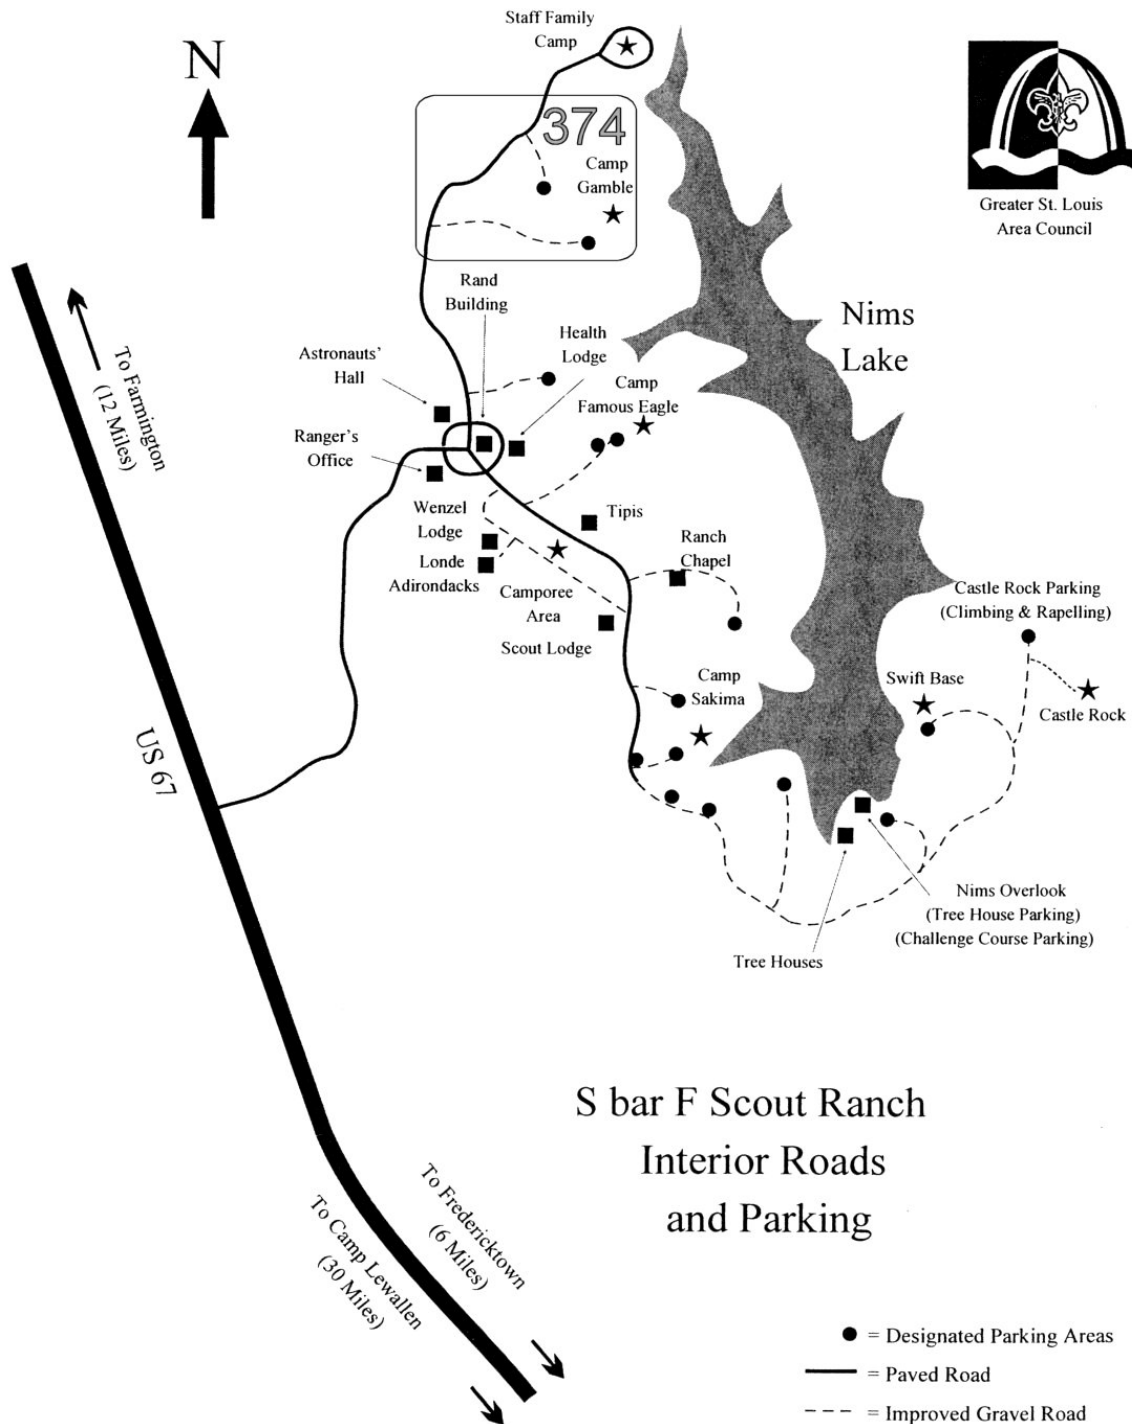 Staff Family
Camp
N
374
Camp
Gamble
Greater St. Louis
Area Council
Rand
Building
Nims
Lake
Health
Lodge
Astronauts'
Hall
To Farmington
(12 Miles)
Camp
Famous Eagle
Ranger's
Office
Wenzel
Lodge
Tipis
Ranch
Chapel
Londe
Adirondacks
Camporee
Area
Castle Rock Parking
(Climbing & Rapelling)
Scout Lodge
Camp
Sakima
Swift Base
Castle Rock
US 67
Nims Overlook
(Tree House Parking)
(Challenge Course Parking)
Tree Houses
S bar F Scout Ranch
Interior Roads
and Parking
To Fredericktown
(6 Miles)
To Camp Lewallen
(30 Miles)
= Designated Parking Areas
= Paved Road
= Improved Gravel Road